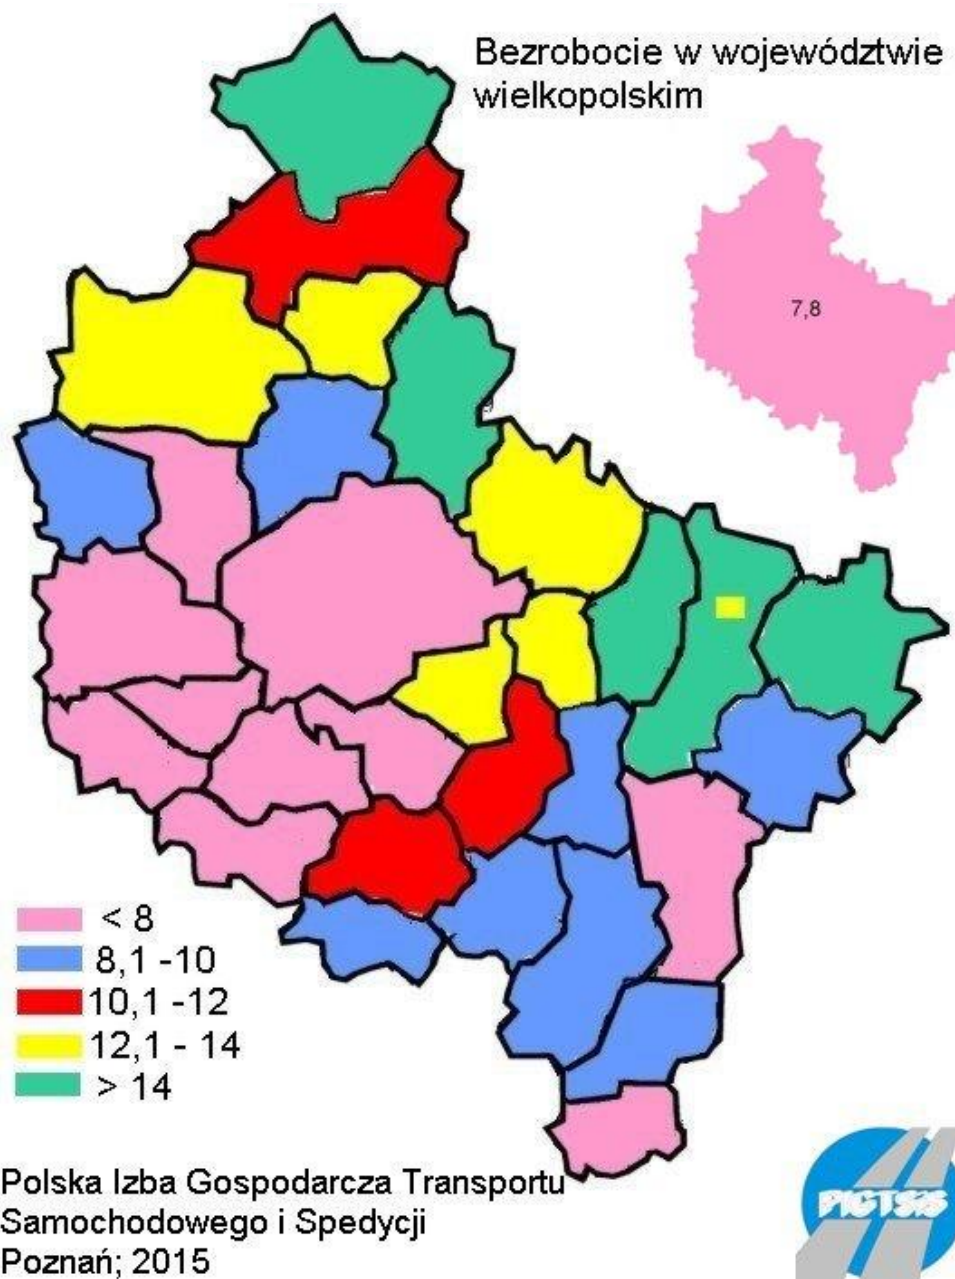 Bezrobocie w województwie
wielkopolskim
7,8
< 8
8,1 -10
10,1 -12
12,1 - 14
> 14
Polska Izba Gospodarcza Transportu
Samochodowego i Spedycji
Poznań; 2015
PIGTSiS